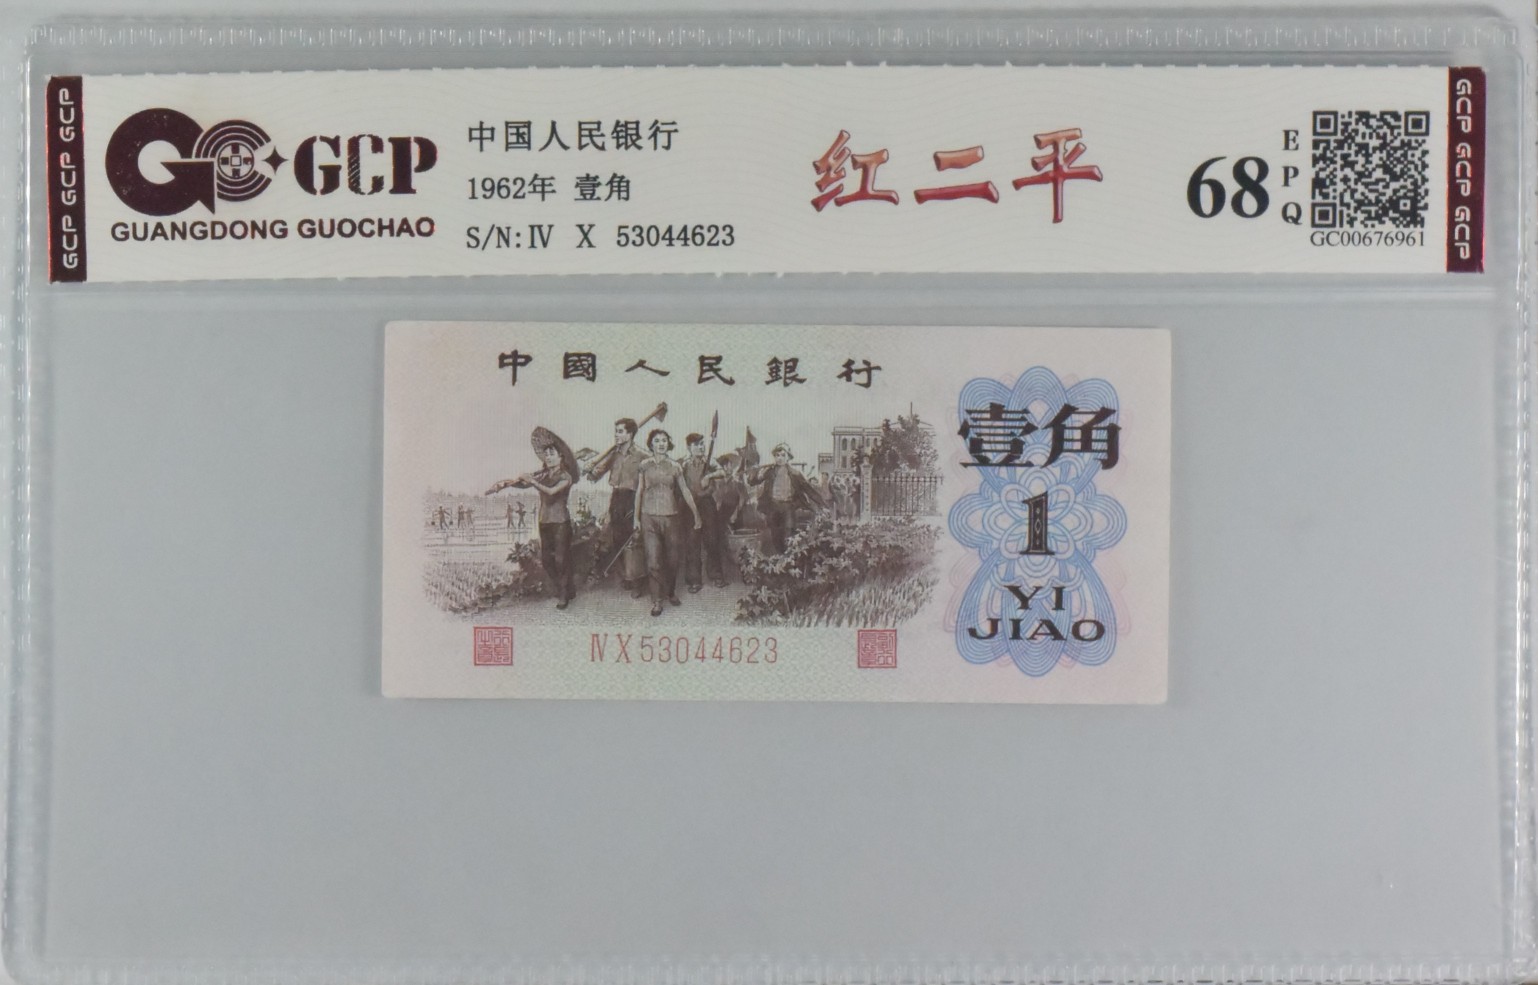 GCP GCP GCP
GCP
GUANGDONG GUOCHAO
中国人民银行
1962年 壹角
S/N:Ⅳ X 53044623
红二平
68
EPQ
GC00676961
GCP GCP GCP
中國人民銀行
壹角
1
YI
JIAO
ⅣX53044623